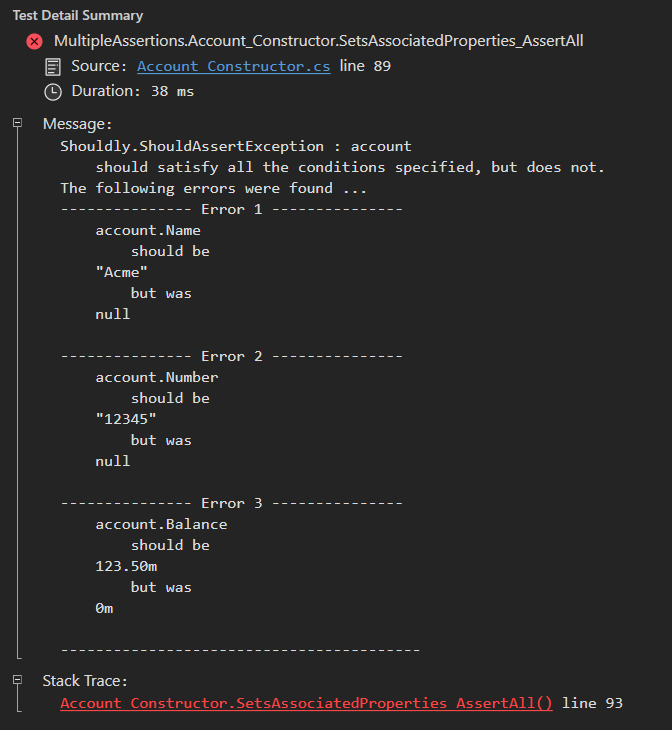 Test Detail Summary
MultipleAssertions.Account_Constructor.SetsAssociatedProperties_AssertAll
Source: Account_Constructor.cs line 89
Duration: 38 ms
Message:
Shouldly.ShouldAssertException : account
should satisfy all the conditions specified, but does not.
The following errors were found ...
--------------- Error 1 ---------------
account.Name
should be
"Acme"
but was
null
--------------- Error 2 ---------------
account.Number
should be
"12345"
but was
null
--------------- Error 3 ---------------
account.Balance
should be
123.50m
but was
0m
-----------------------------------------
Stack Trace:
Account_Constructor.SetsAssociatedProperties_AssertAll() line 93